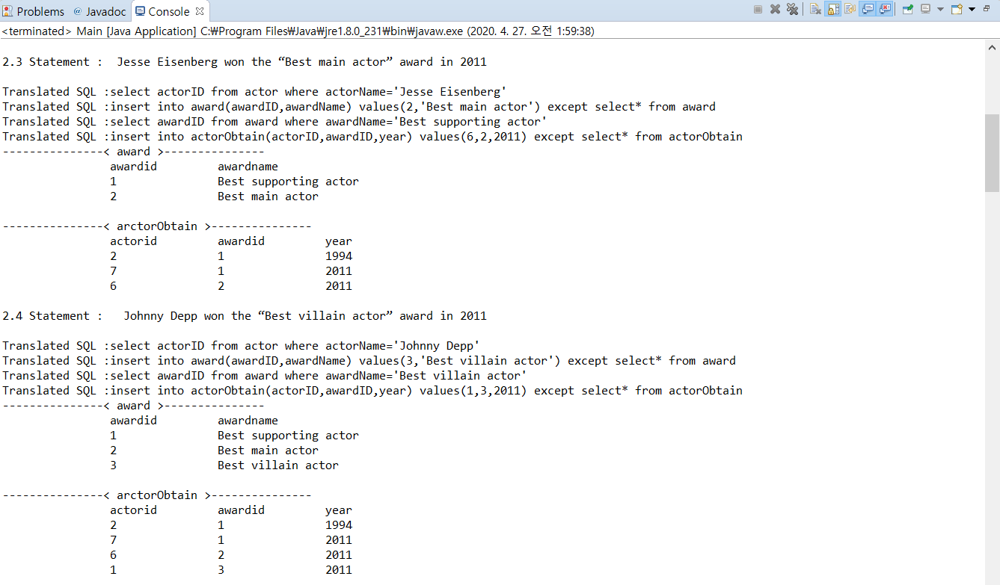 Problems @ Javadoc Console
<terminated> Main [Java Application] C:₩Program Files₩Java₩jre1.8.0_231₩bin₩javaw.exe (2020. 4. 27. 오전 1:59:38)
2.3 Statement :  Jesse Eisenberg won the “Best main actor” award in 2011
Translated SQL :select actorID from actor where actorName='Jesse Eisenberg'
Translated SQL :insert into award(awardID,awardName) values(2,'Best main actor') except select* from award
Translated SQL :select awardID from award where awardName='Best supporting actor'
Translated SQL :insert into actorObtain(actorID,awardID,year) values(6,2,2011) except select* from actorObtain
---------------< award >---------------
awardid awardname
1 Best supporting actor
2 Best main actor
---------------< arctorObtain >---------------
actorid awardid year
2 1 1994
7 1 2011
6 2 2011
2.4 Statement :   Johnny Depp won the “Best villain actor” award in 2011
Translated SQL :select actorID from actor where actorName='Johnny Depp'
Translated SQL :insert into award(awardID,awardName) values(3,'Best villain actor') except select* from award
Translated SQL :select awardID from award where awardName='Best villain actor'
Translated SQL :insert into actorObtain(actorID,awardID,year) values(1,3,2011) except select* from actorObtain
---------------< award >---------------
awardid awardname
1 Best supporting actor
2 Best main actor
3 Best villain actor
---------------< arctorObtain >---------------
actorid awardid year
2 1 1994
7 1 2011
6 2 2011
1 3 2011